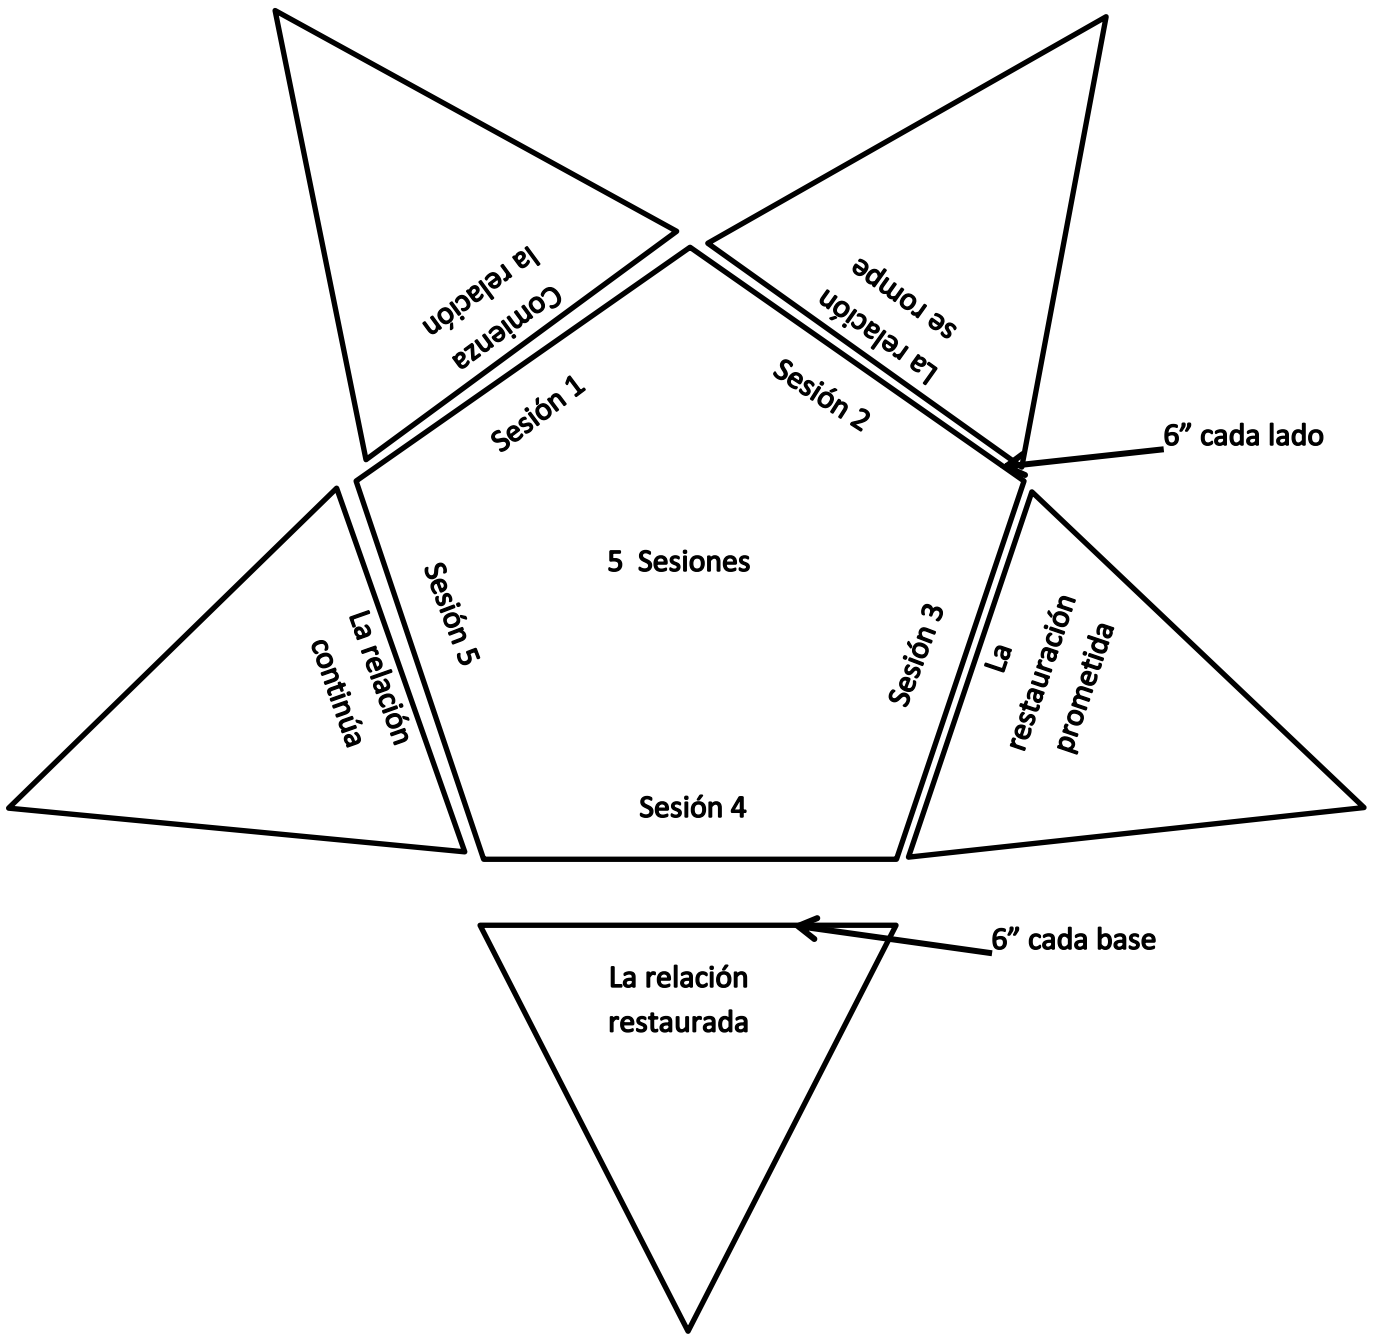 Comienza
la relación
La relación
se rompe
Sesión 1
Sesión 2
6” cada lado
5 Sesiones
Sesión 5
La relación
continúa
Sesión 3
La
restauración
prometida
Sesión 4
6” cada base
La relación
restaurada